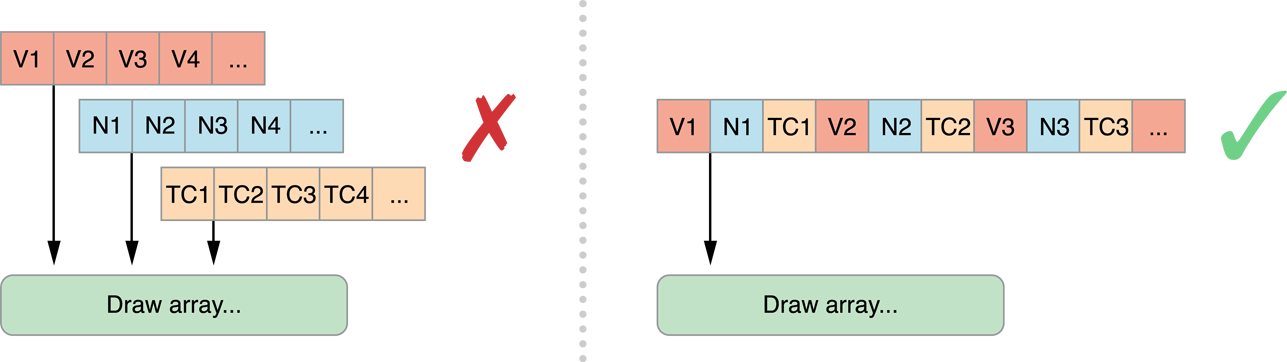 V1 V2 V3 V4 ...
N1 N2 N3 N4 ...
TC1 TC2 TC3 TC4 ...
Draw array...
V1 N1 TC1 V2 N2 TC2 V3 N3 TC3 ...
Draw array...